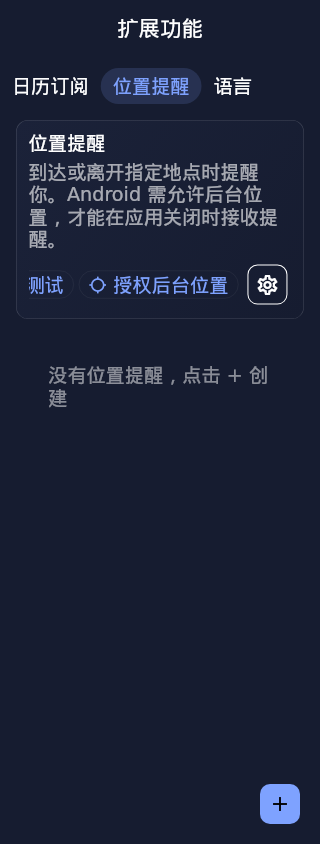 扩展功能
日历订阅 位置提醒 语言
位置提醒
到达或离开指定地点时提醒
你。Android 需允许后台位
置，才能在应用关闭时接收提
醒。
测试 授权后台位置
没有位置提醒，点击 + 创
建